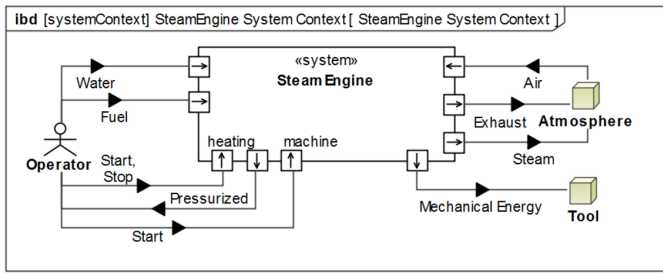 ibd [systemContext] SteamEngine System Context [ SteamEngine System Context ]
«system»
SteamEngine
Water
Fuel
Air
Exhaust
Atmosphere
Steam
heating
machine
Operator
Start,
Stop
Pressurized
Start
Mechanical Energy
Tool